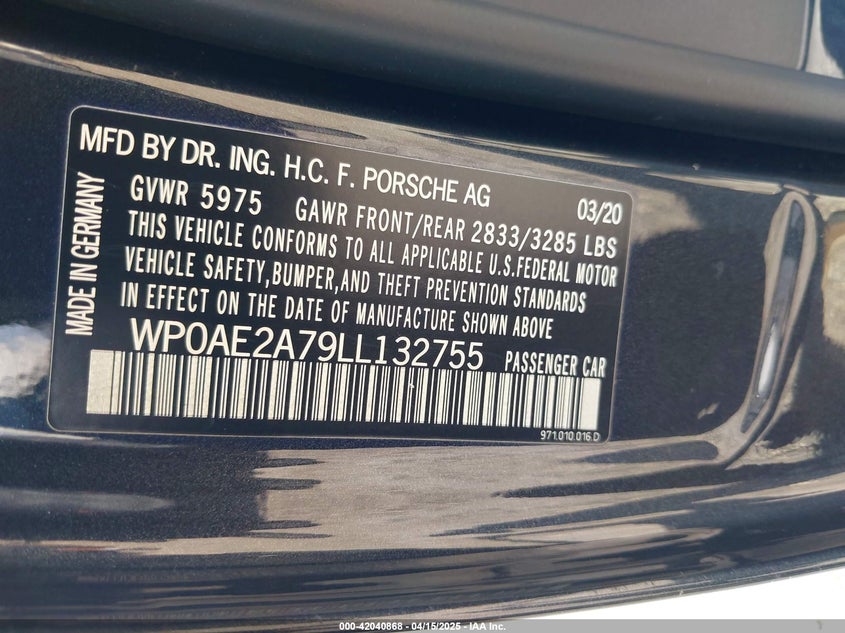 MFD BY DR. ING. H.C. F. PORSCHE AG 03/20
GVWR 5975 GAWR FRONT/REAR 2833/3285 LBS
THIS VEHICLE CONFORMS TO ALL APPLICABLE U.S.FEDERAL MOTOR
VEHICLE SAFETY,BUMPER,AND THEFT PREVENTION STANDARDS
IN EFFECT ON THE DATE OF MANUFACTURE SHOWN ABOVE
MADE IN GERMANY
WP0AE2A79LL132755 PASSENGER CAR
971.010.016 D
000-42040868 - 04/15/2025 - IAA Inc.